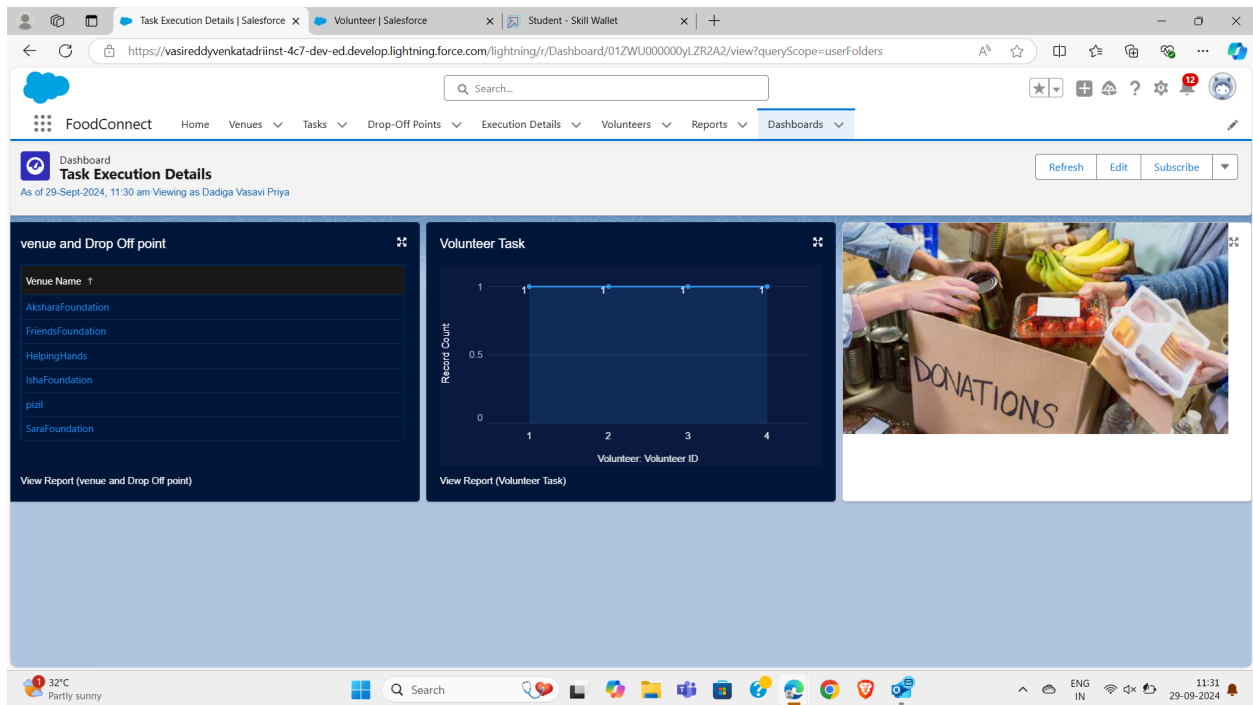 Task Execution Details | Salesforce
Volunteer | Salesforce
Student - Skill Wallet
https://vasireddyvenkatadriinst-4c7-dev-ed.develop.lightning.force.com/lightning/r/Dashboard/01ZWU000000yLZR2A2/view?queryScope=userFolders
Search...
12
FoodConnect
Home
Venues
Tasks
Drop-Off Points
Execution Details
Volunteers
Reports
Dashboards
Dashboard
Task Execution Details
As of 29-Sept-2024, 11:30 am·Viewing as Dadiga Vasavi Priya
Refresh
Edit
Subscribe
venue and Drop Off point
Venue Name ↑
AksharaFoundation
FriendsFoundation
HelpingHands
IshaFoundation
pizil
SaraFoundation
View Report (venue and Drop Off point)
Volunteer Task
Record Count
1
0.5
0
1 1 1 1
1 2 3 4
Volunteer: Volunteer ID
View Report (Volunteer Task)
DONATIONS
1
32°C
Partly sunny
Search
ENG
IN
11:31
29-09-2024